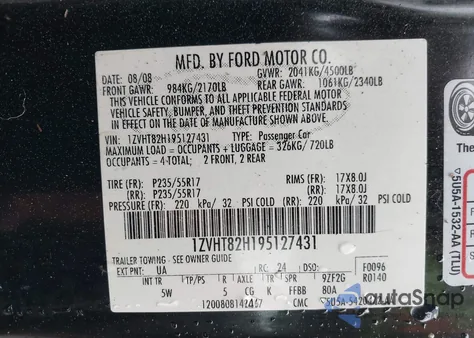 MFD. BY FORD MOTOR CO.
08/08 GVWR: 2041KG/4500LB
FRONT GAWR: 984KG/2170LB REAR GAWR: 1061KG/2340LB
THIS VEHICLE CONFORMS TO ALL APPLICABLE FEDERAL MOTOR
VEHICLE SAFETY, BUMPER, AND THEFT PREVENTION STANDARDS
IN EFFECT ON THE DATE OF MANUFACTURE SHOWN ABOVE.
VIN: 1ZVHT82H195127431 TYPE: Passenger Car
MAXIMUM LOAD = OCCUPANTS + LUGGAGE = 326KG/720LB
OCCUPANTS = 4-TOTAL; 2 FRONT, 2 REAR
TIRE (FR): P235/55R17 RIMS (FR): 17X8.0J
(RR): P235/55R17 (RR): 17X8.0J
PRESSURE (FR): 220 kPa/ 32 PSI COLD (RR): 220 kPa/ 32 PSI COLD
1ZVHT82H195127431
TRAILER TOWING - SEE OWNER GUIDE
EXT PNT: UA RC: 24 DSO: F0096
INT TR TP/PS R AXLE TR SPR 9ZF2G R0140
5W 5 CG K FFBB BOA
CMC
The
5U5A-
1532-
AA (TLU)
AutoSnap